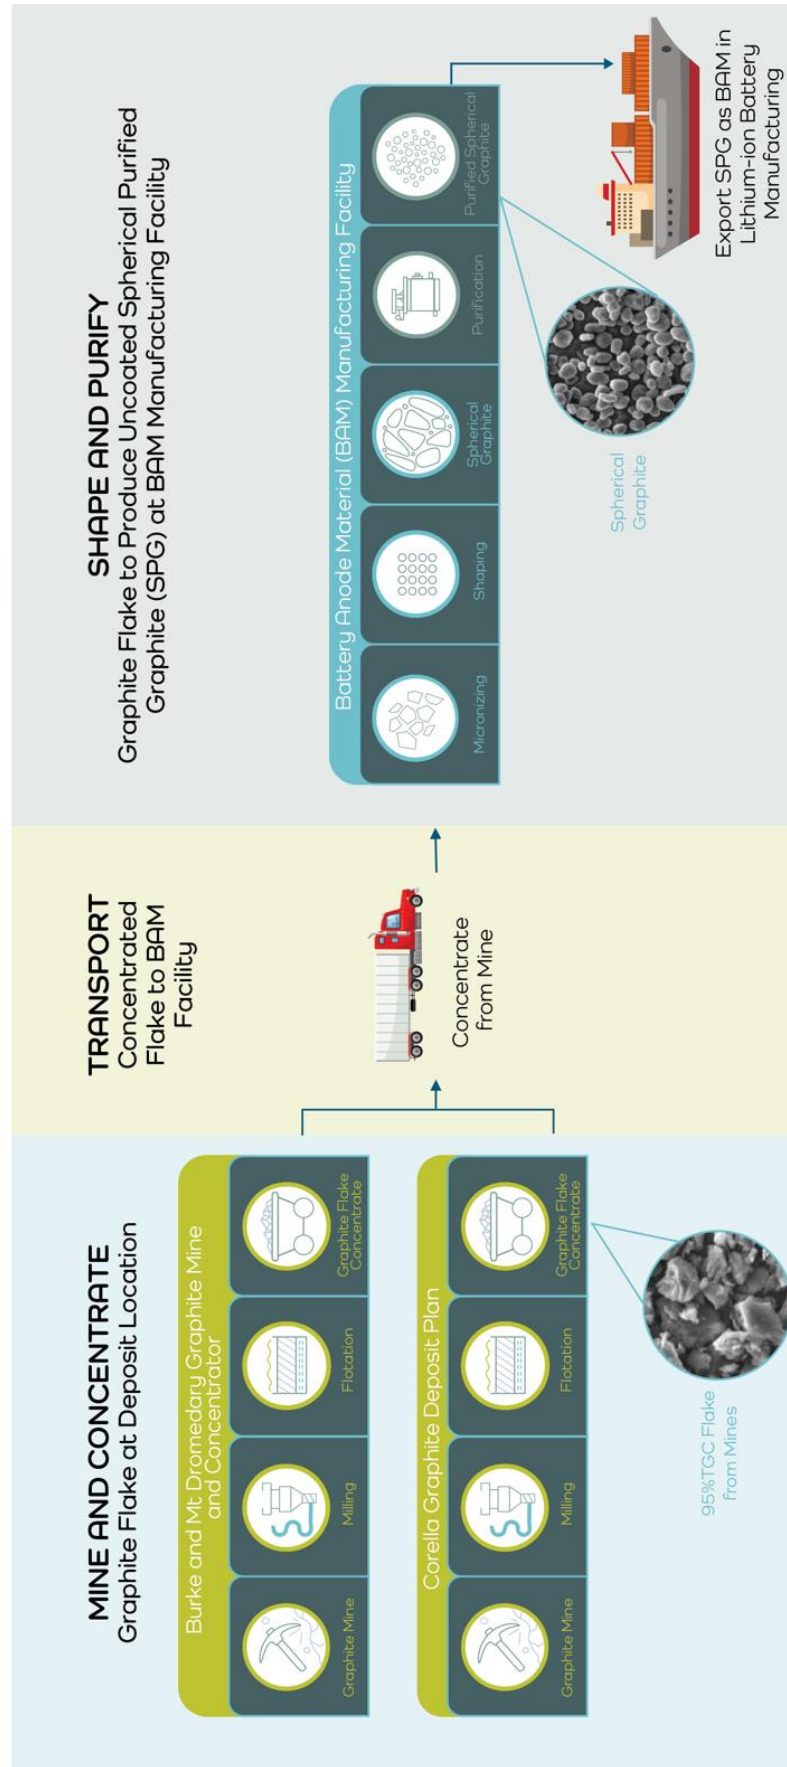 MINE AND CONCENTRATE
Graphite Flake at Deposit Location
Burke and Mt Dromedary Graphite Mine
and Concentrator
Graphite Mine
Milling
Flotation
Graphite Flake
Concentrate
Corella Graphite Deposit Plan
Graphite Mine
Milling
Flotation
Graphite Flake
Concentrate
95%TGC Flake
from Mines
TRANSPORT
Concentrated
Flake to BAM
Facility
Concentrate
from Mine
SHAPE AND PURIFY
Graphite Flake to Produce Uncoated Spherical Purified
Graphite (SPG) at BAM Manufacturing Facility
Battery Anode Material (BAM) Manufacturing Facility
Micronizing
Shaping
Spherical
Graphite
Purification
Purified Spherical
Graphite
Spherical
Graphite
Export SPG as BAM in
Lithium-ion Battery
Manufacturing